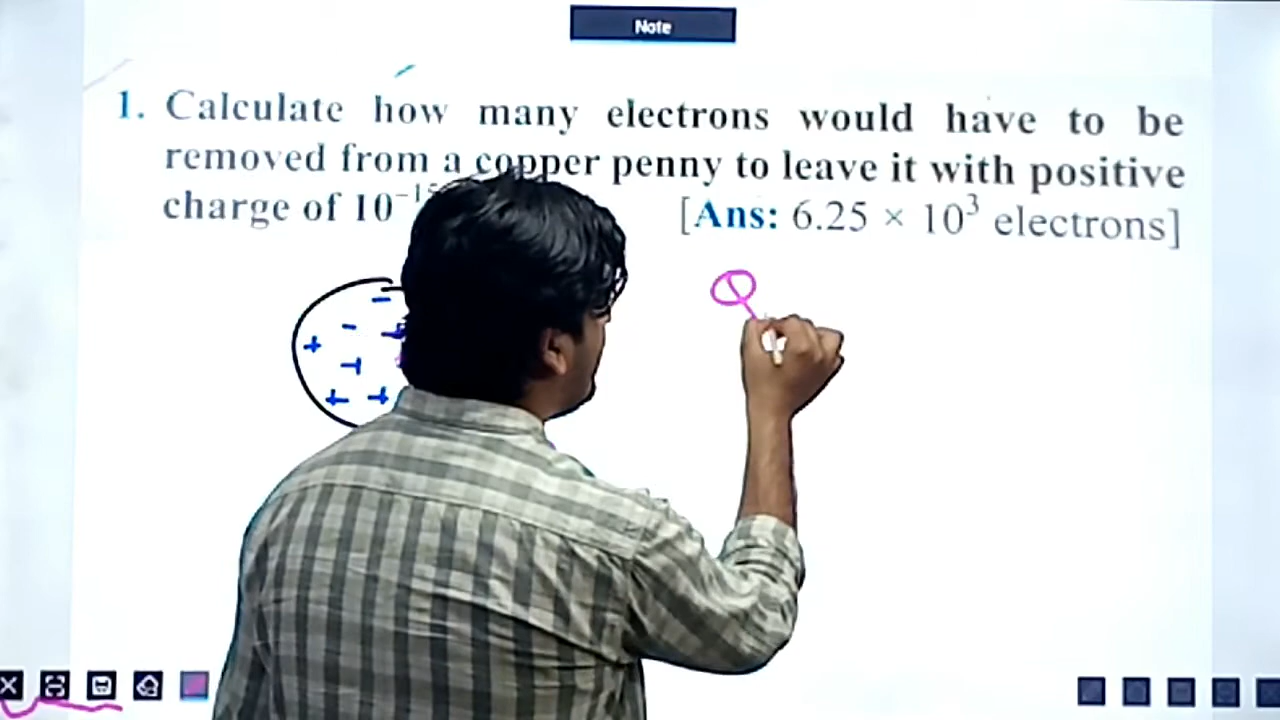 Note
1. Calculate how many electrons would have to be
removed from a copper penny to leave it with positive
charge of 10⁻¹⁵ [Ans: 6.25 × 10³ electrons]
Q